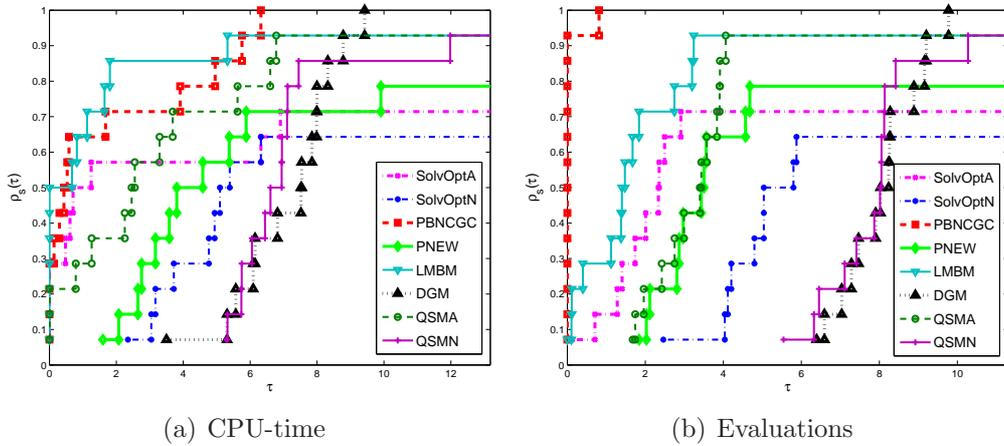 1
0.9
0.8
0.7
0.6
0.5
0.4
0.3
0.2
0.1
0
ρs(τ)
0 2 4 6 8 10 12
τ
SolvOptA
SolvOptN
PBNCGC
PNEW
LMBM
DGM
QSMA
QSMN
(a) CPU-time
1
0.9
0.8
0.7
0.6
0.5
0.4
0.3
0.2
0.1
0
ρs(τ)
0 2 4 6 8 10
τ
SolvOptA
SolvOptN
PBNCGC
PNEW
LMBM
DGM
QSMA
QSMN
(b) Evaluations